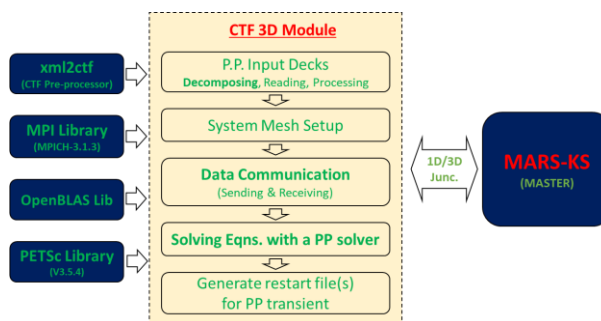 CTF 3D Module
xml2ctf
(CTF Pre-processor)
MPI Library
(MPICH-3.1.3)
OpenBLAS Lib
PETSc Library
(V3.5.4)
P.P. Input Decks
Decomposing, Reading, Processing
System Mesh Setup
Data Communication
(Sending & Receiving)
Solving Eqns. with a PP solver
Generate restart file(s)
for PP transient
1D/3D
Junc.
MARS-KS
(MASTER)